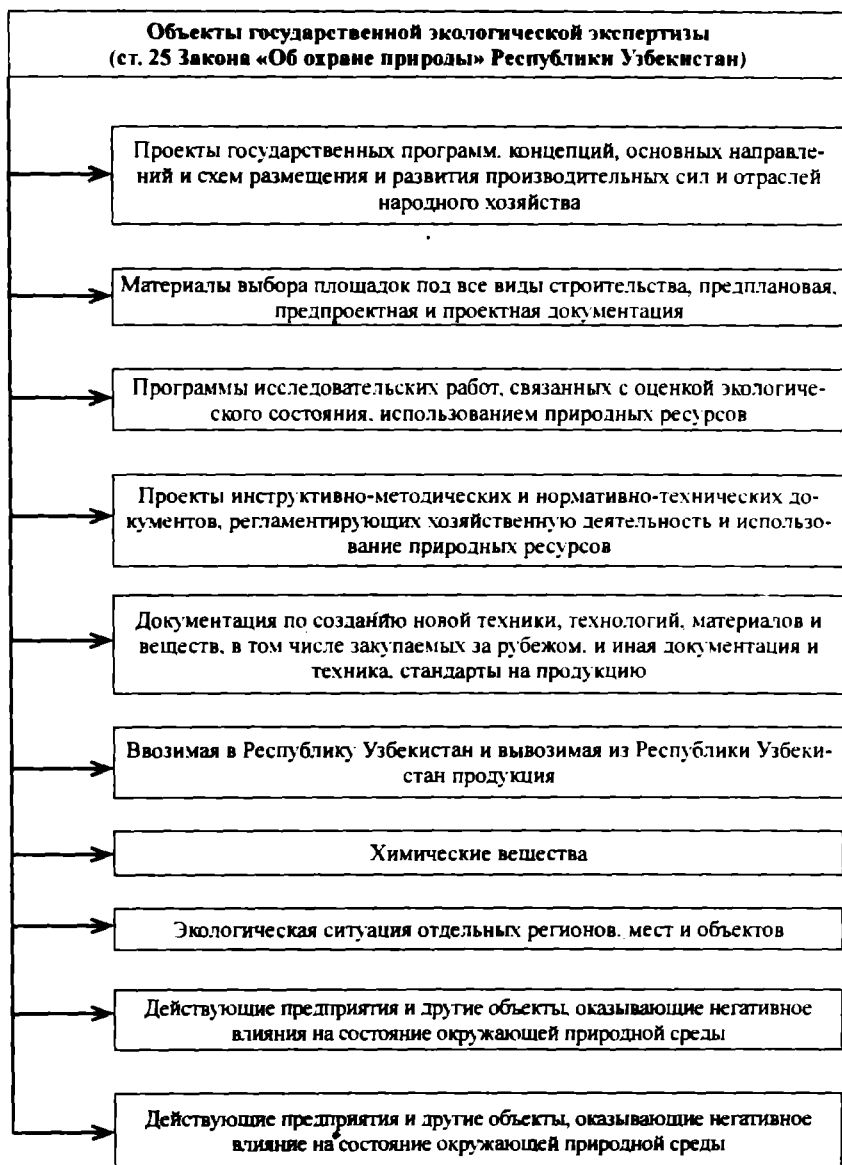 Объекты государственной экологической экспертизы
(ст. 25 Закона «Об охране природы» Республики Узбекистан)
Проекты государственных программ. концепций, основных направле-
ний и схем размещения и развития производительных сил и отраслей
народного хозяйства
Материалы выбора площадок под все виды строительства, предплановая.
предпроектная и проектная документация
Программы исследовательских работ, связанных с оценкой экологиче-
ского состояния. использованием природных ресурсов
Проекты инструктивно-методических и нормативно-технических до-
кументов, регламентирующих хозяйственную деятельность и использо-
вание природных ресурсов
Документация по созданию новой техники, технологий, материалов и
веществ, в том числе закупаемых за рубежом. и иная документация и
техника. стандарты на продукцию
Ввозимая в Республику Узбекистан и вывозимая из Республики Узбеки-
стан продукция
Химические вещества
Экологическая ситуация отдельных регионов. мест и объектов
Действующие предприятия и другие объекты, оказывающие негативное
влияния на состояние окружающей природной среды
Действующие предприятия и другие объекты, оказывающие негативное
влияние на состояние окружающей природной среды